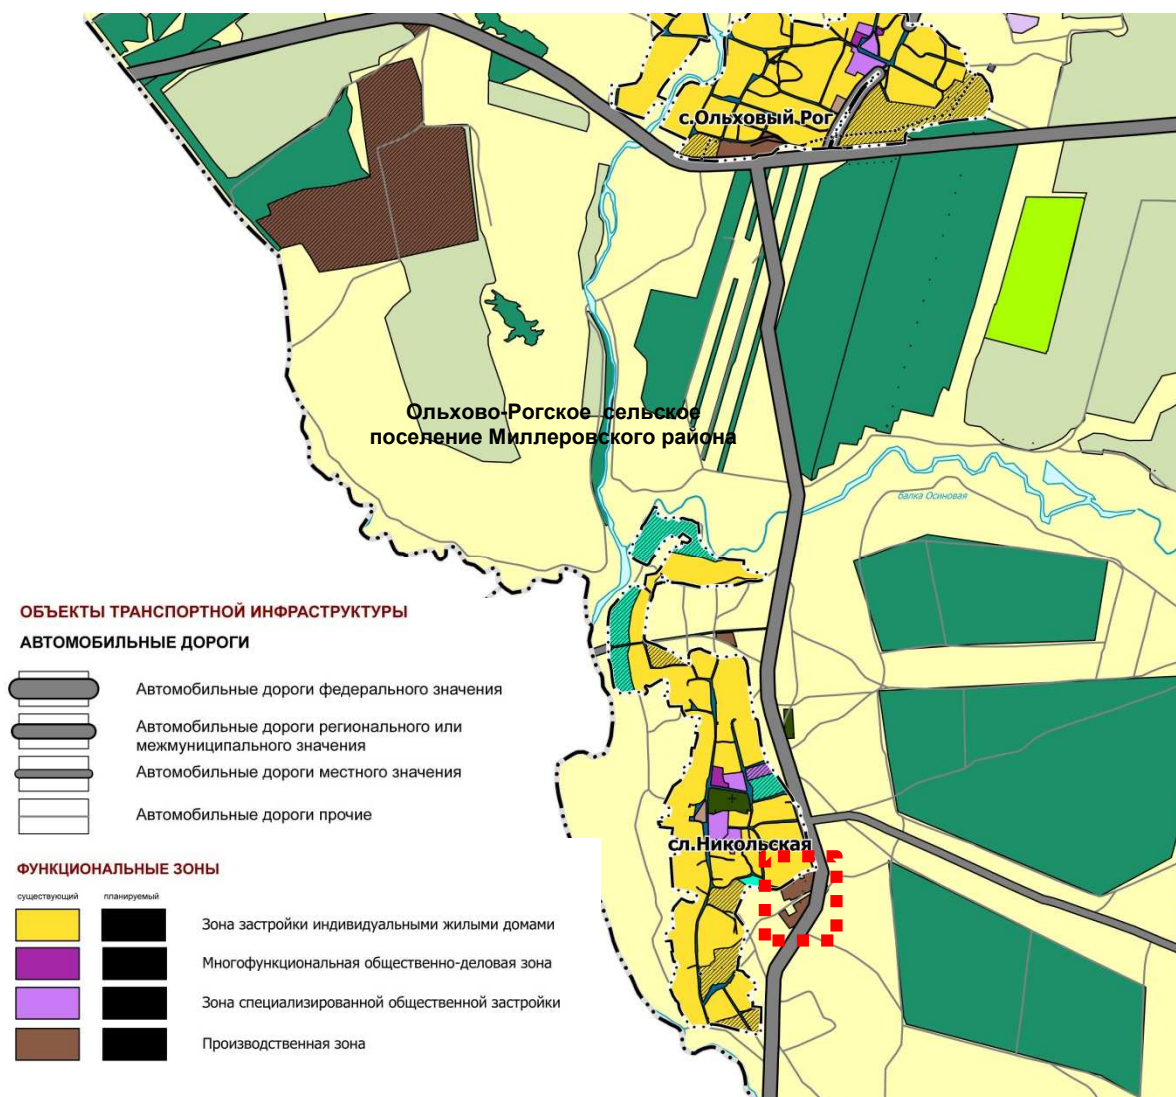 с.Ольховый Рог
Ольхово-Рогское сельское
поселение Миллеровского района
балка Осиновая
ОБЪЕКТЫ ТРАНСПОРТНОЙ ИНФРАСТРУКТУРЫ
АВТОМОБИЛЬНЫЕ ДОРОГИ
Автомобильные дороги федерального значения
Автомобильные дороги регионального или
межмуниципального значения
Автомобильные дороги местного значения
Автомобильные дороги прочие
сл.Никольская
ФУНКЦИОНАЛЬНЫЕ ЗОНЫ
существующий планируемый
Зона застройки индивидуальными жилыми домами
Многофункциональная общественно-деловая зона
Зона специализированной общественной застройки
Производственная зона